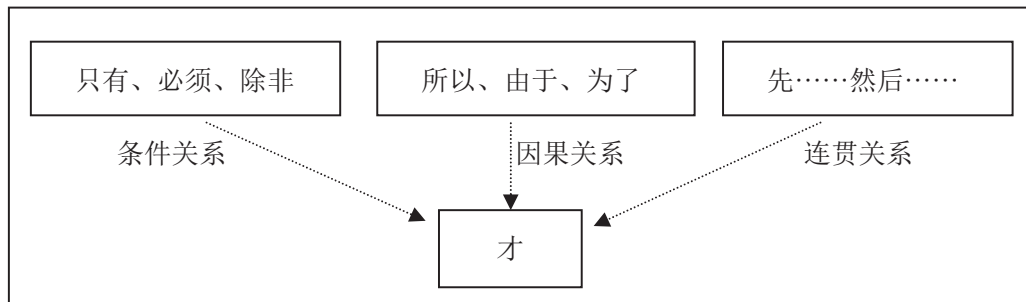 只有、必须、除非
所以、由于、为了
先……然后……
条件关系
因果关系
连贯关系
才